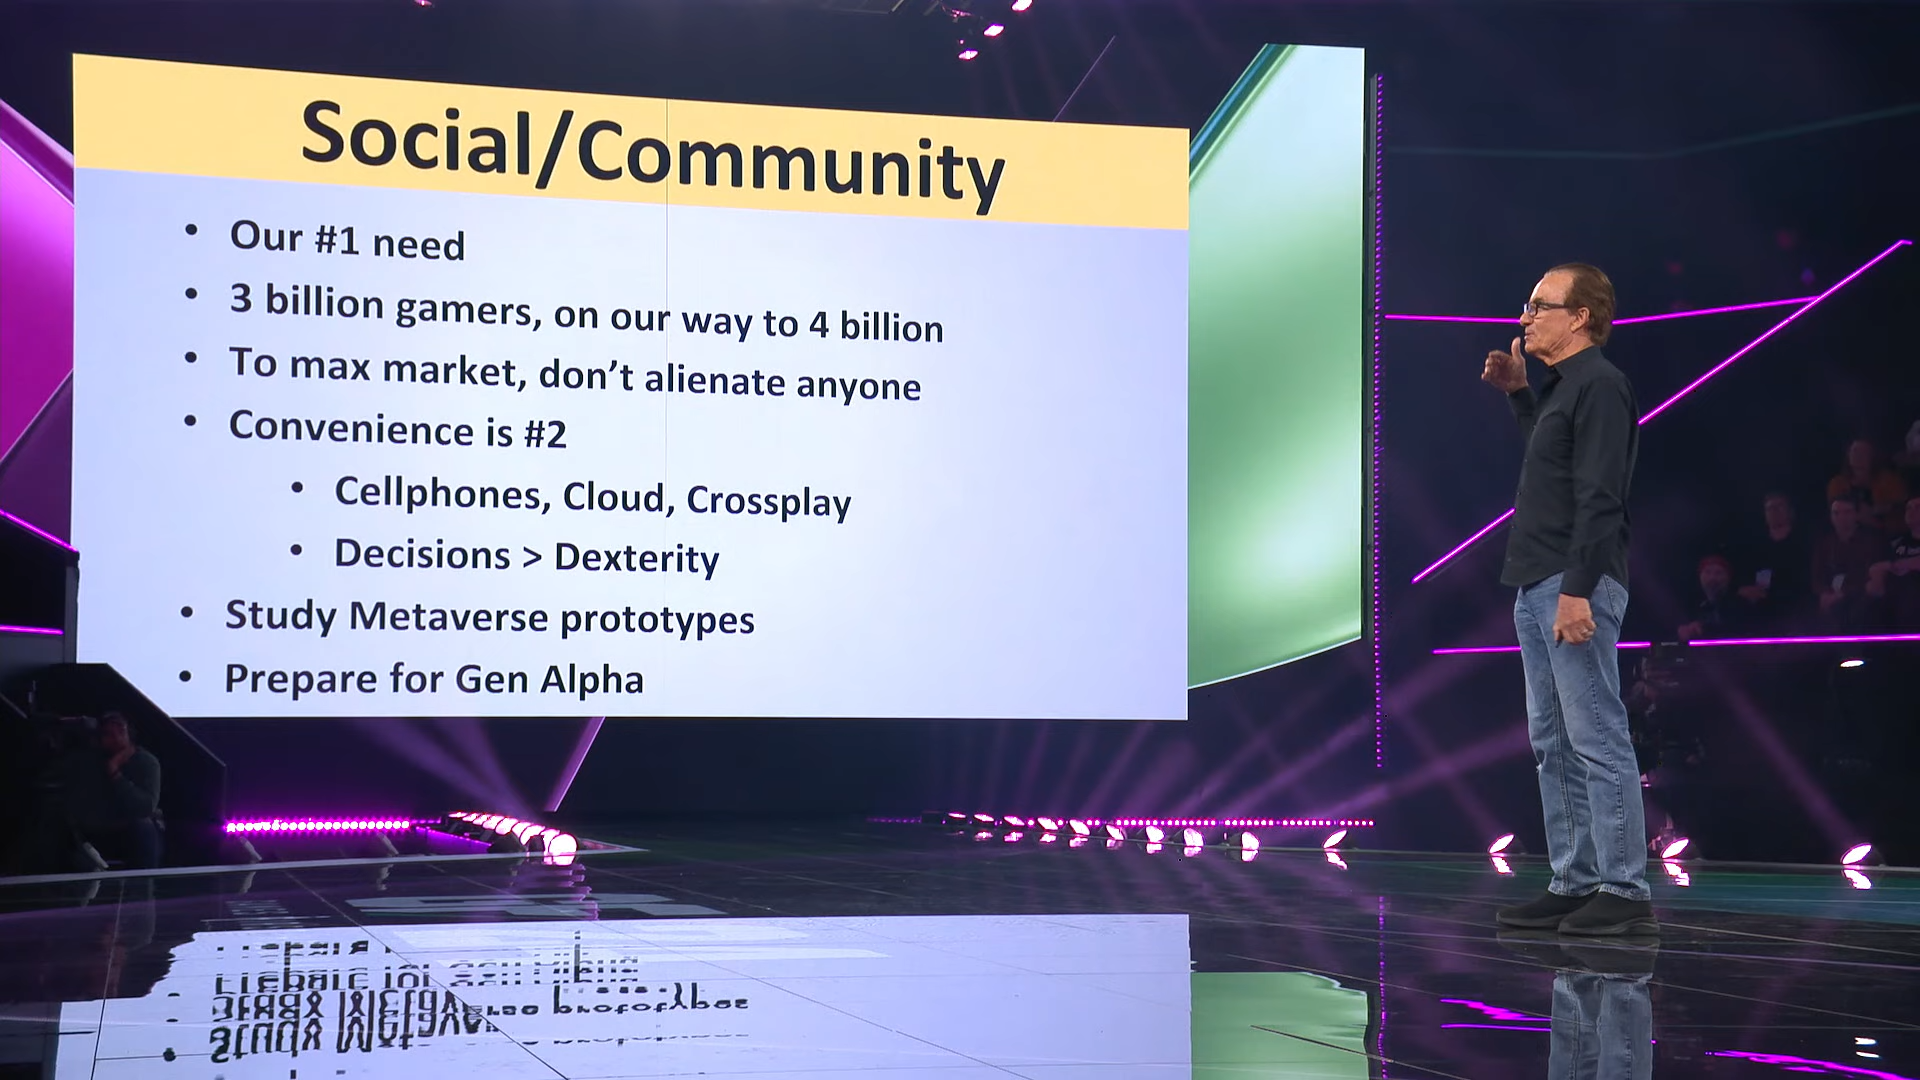 Social/Community
• Our #1 need
• 3 billion gamers, on our way to 4 billion
• To max market, don't alienate anyone
• Convenience is #2
• Cellphones, Cloud, Crossplay
• Decisions > Dexterity
• Study Metaverse prototypes
• Prepare for Gen Alpha